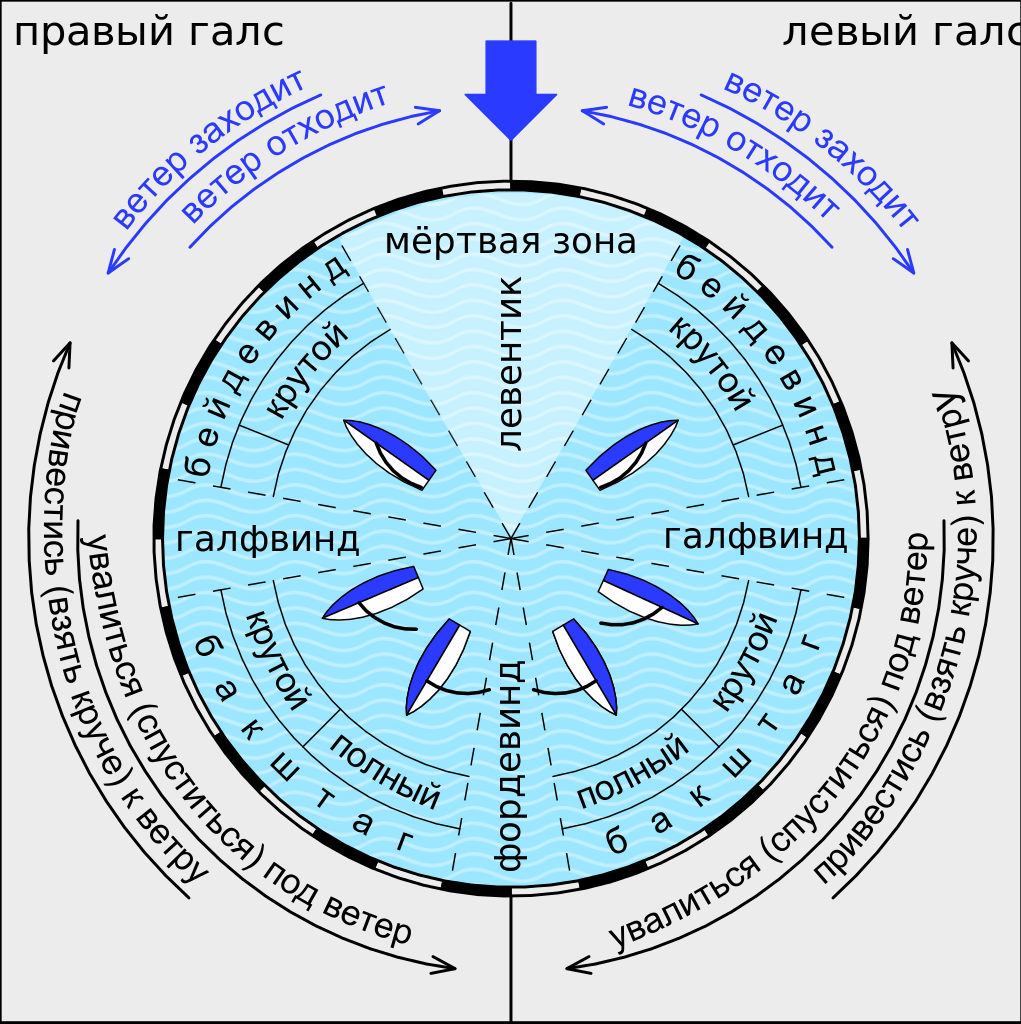 правый галс
левый галс
ветер заходит
ветер отходит
ветер заходит
ветер отходит
мёртвая зона
левентик
бейдевинд
крутой
бейдевинд
крутой
галфвинд
галфвинд
крутой
полный
бакштаг
крутой
полный
бакштаг
фордевинд
привестись (взять круче) к ветру
увалиться (спуститься) под ветер
увалиться (спуститься) под ветер
привестись (взять круче) к ветру